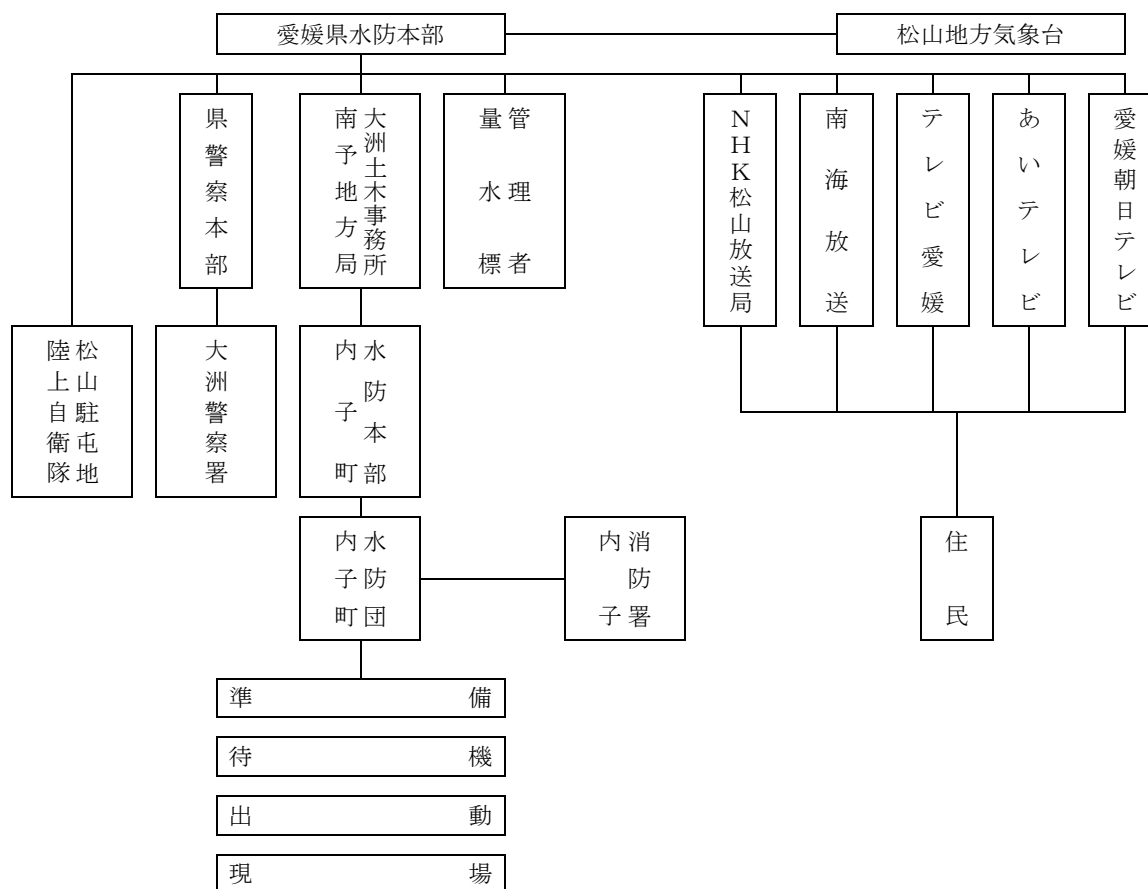 愛媛県水防本部
松山地方気象台
県警察本部
大洲土木事務所
南予地方局
管理者
量水標
NHK松山放送局
南海放送
テレビ愛媛
あいテレビ
愛媛朝日テレビ
松山駐屯地
陸上自衛隊
大洲警察署
水防本部
内子町
水防団
内子町
消防署
内子
住民
準備
待機
出動
現場